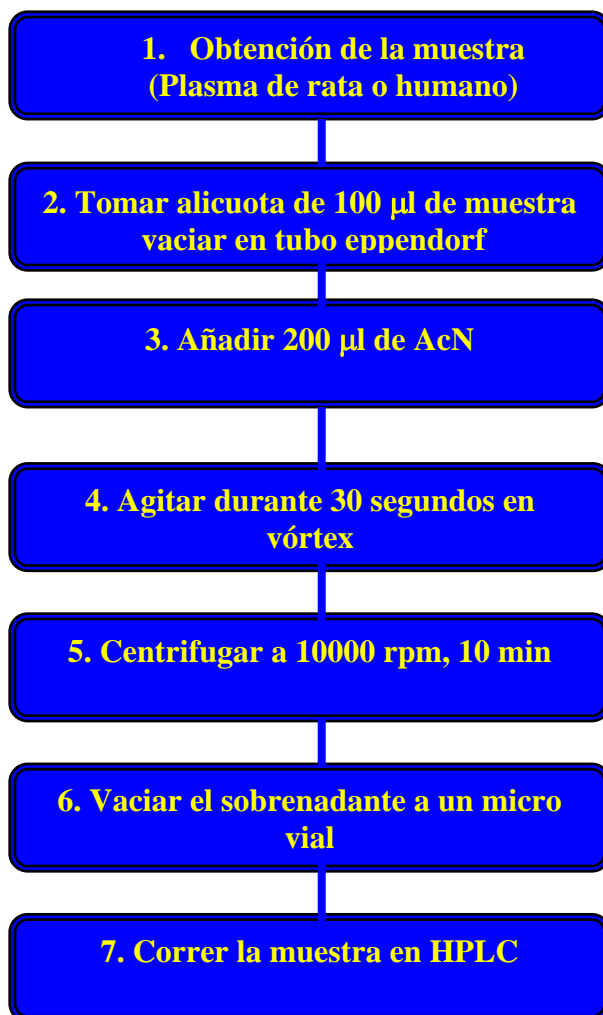 1. Obtención de la muestra
(Plasma de rata o humano)
2. Tomar alicuota de 100 µl de muestra
vaciar en tubo eppendorf
3. Añadir 200 µl de AcN
4. Agitar durante 30 segundos en
vórtex
5. Centrifugar a 10000 rpm, 10 min
6. Vaciar el sobrenadante a un micro
vial
7. Correr la muestra en HPLC